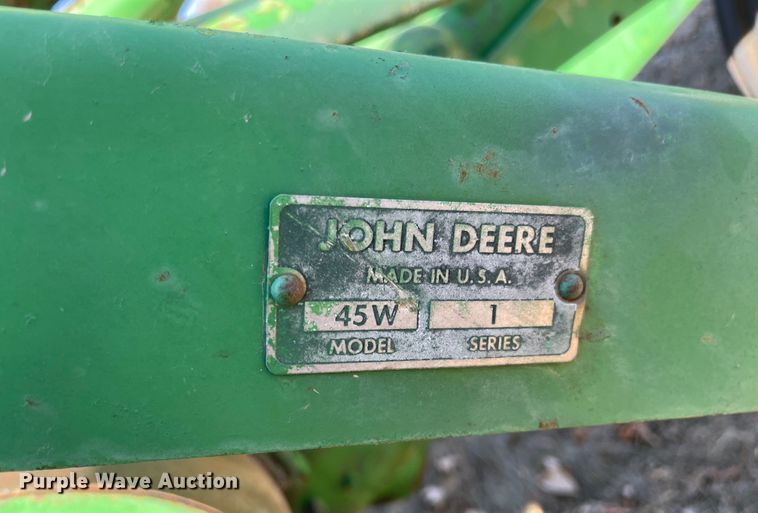 JOHN DEERE
MADE IN U.S.A.
45W 1
MODEL SERIES
Purple Wave Auction